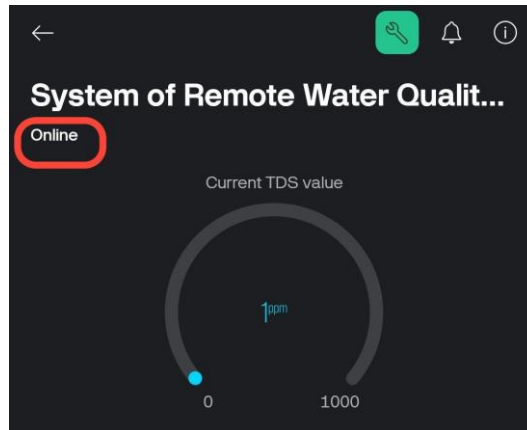 System of Remote Water Qualit...
Online
Current TDS value
1ppm
0 1000